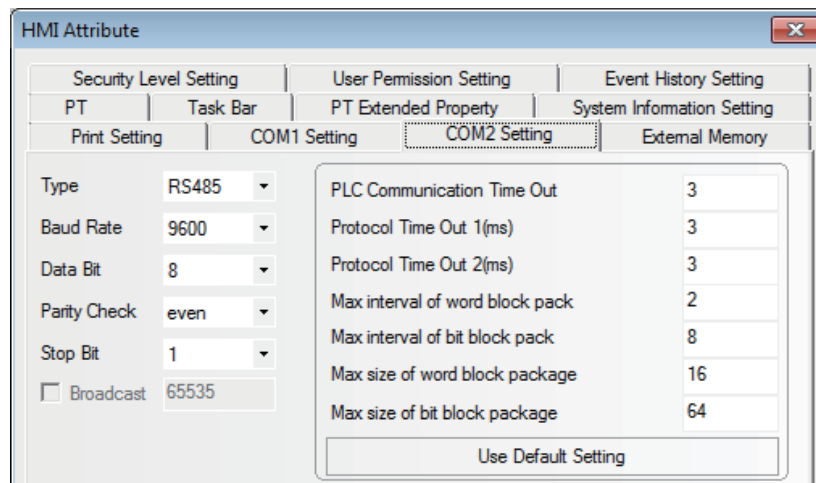 HMI Attribute
Security Level Setting User Permission Setting Event History Setting
PT Task Bar PT Extended Property System Information Setting
Print Setting COM1 Setting COM2 Setting External Memory
Type RS485
Baud Rate 9600
Data Bit 8
Parity Check even
Stop Bit 1
Broadcast 65535
PLC Communication Time Out 3
Protocol Time Out 1(ms) 3
Protocol Time Out 2(ms) 3
Max interval of word block pack 2
Max interval of bit block pack 8
Max size of word block package 16
Max size of bit block package 64
Use Default Setting